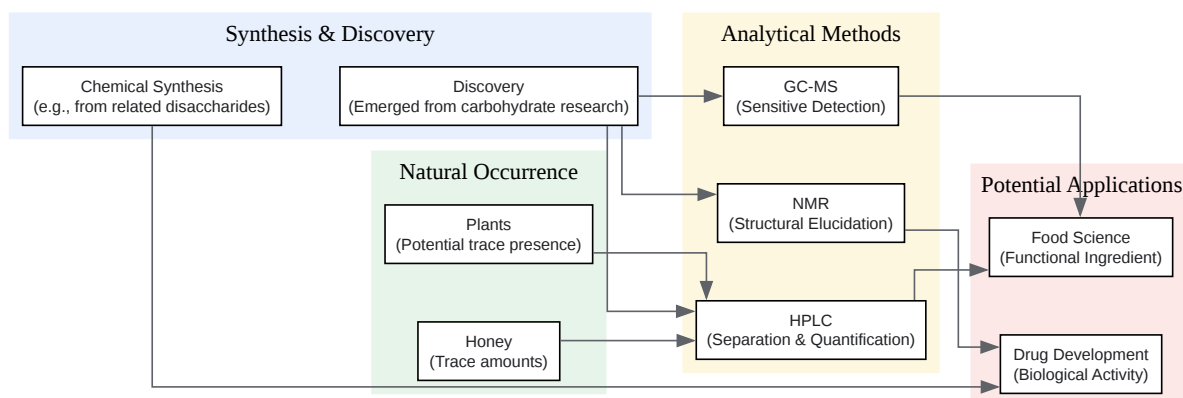 Synthesis & Discovery
Chemical Synthesis
(e.g., from related disaccharides)
Discovery
(Emerged from carbohydrate research)
Analytical Methods
GC-MS
(Sensitive Detection)
NMR
(Structural Elucidation)
HPLC
(Separation & Quantification)
Natural Occurrence
Plants
(Potential trace presence)
Honey
(Trace amounts)
Potential Applications
Food Science
(Functional Ingredient)
Drug Development
(Biological Activity)